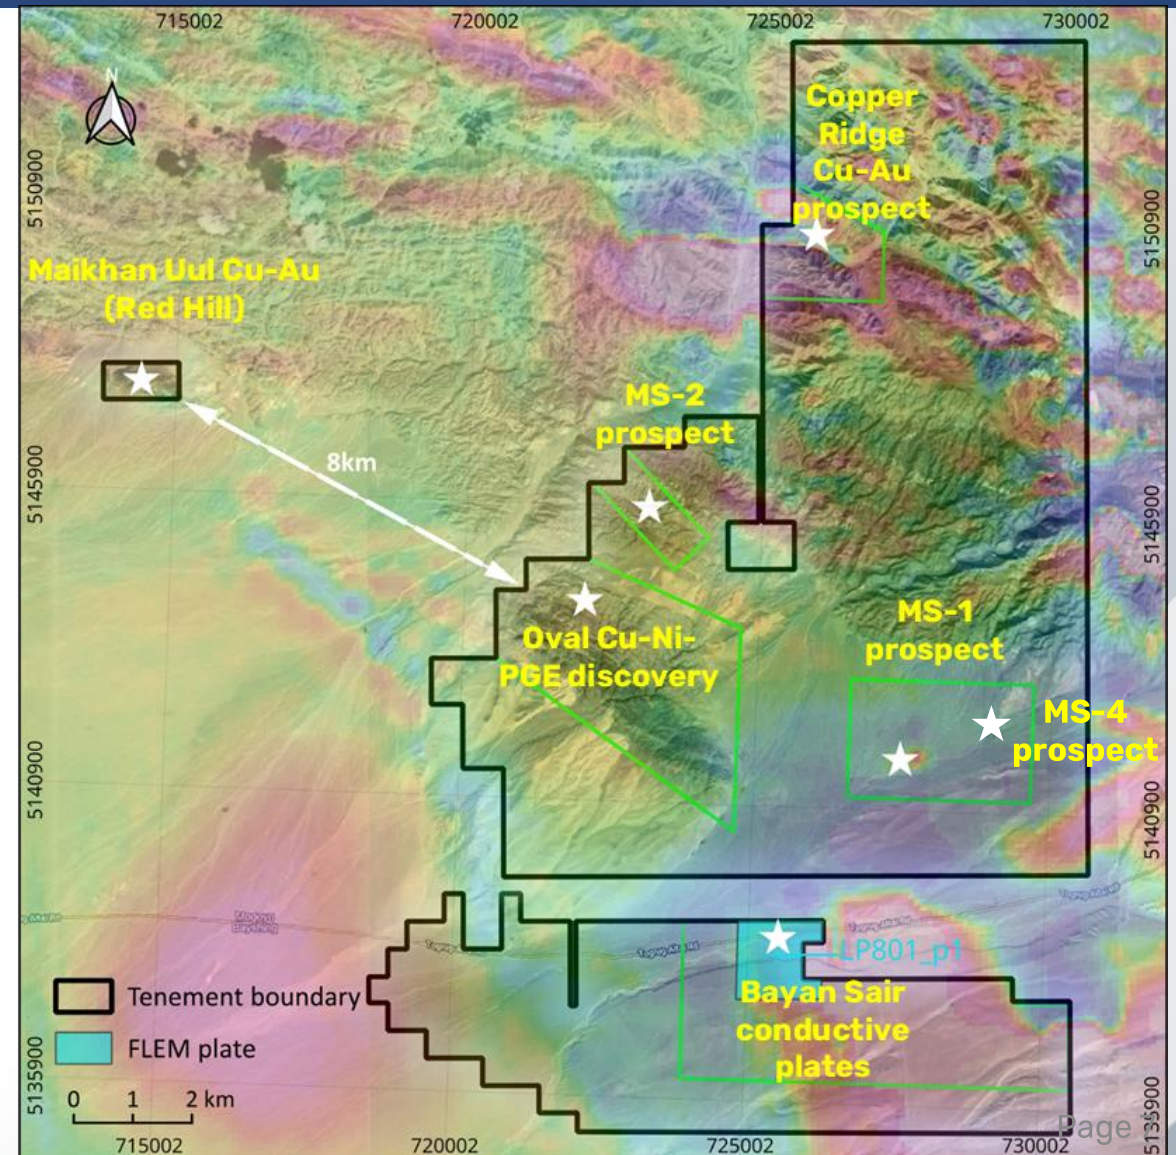 715002
720002
725002
730002
N
Copper
Ridge
Cu-Au
prospect
5150900
5150900
Maikhan Uul Cu-Au
(Red Hill)
MS-2
prospect
8km
5145900
5145900
MS-1
prospect
Oval Cu-Ni-
PGE discovery
MS-4
prospect
5140900
5140900
LP801_p1
Tenement boundary
Bayan Sair
conductive
plates
FLEM plate
0 1 2 km
5135900
5135900
Page
715002
720002
725002
730002